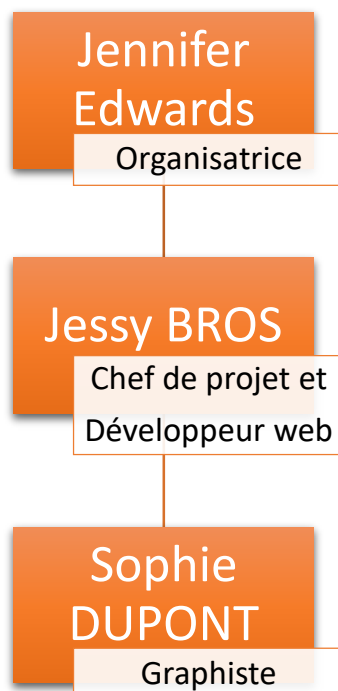 Jennifer
Edwards
Organisatrice
Jessy BROS
Chef de projet et
Développeur web
Sophie
DUPONT
Graphiste